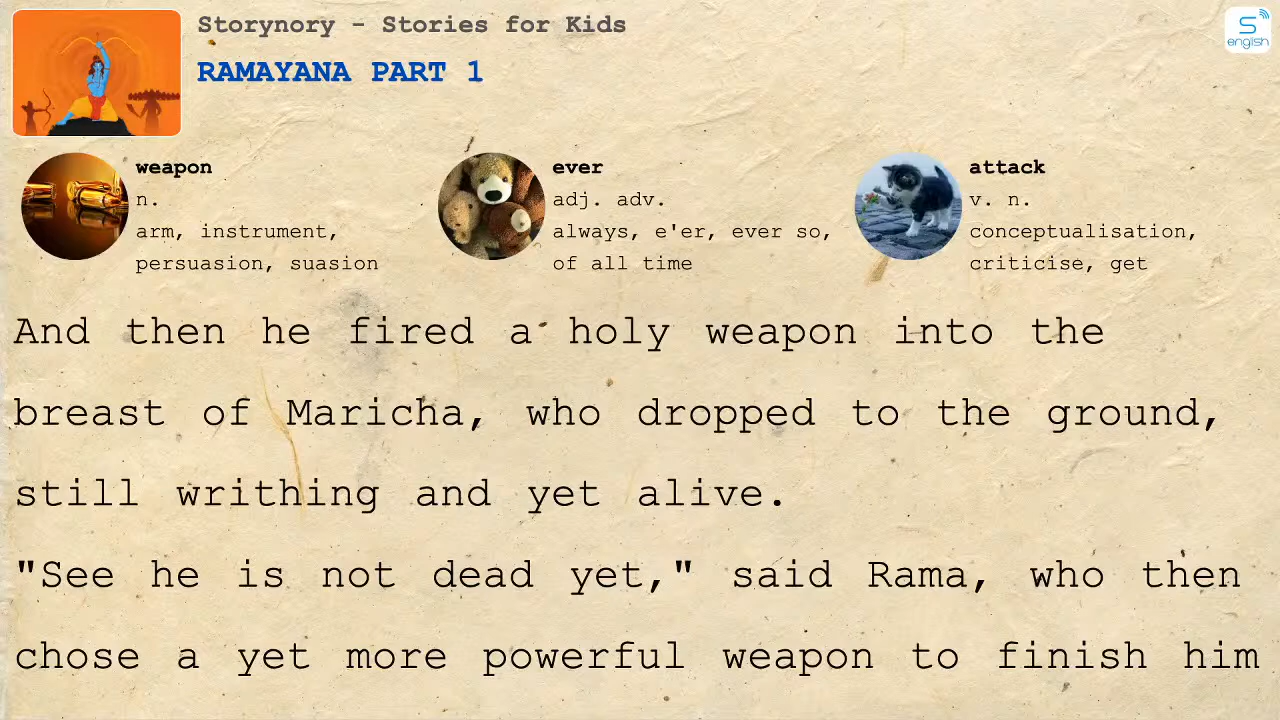 Storynory - Stories for Kids
RAMAYANA PART 1
S
english
weapon
n.
arm, instrument,
persuasion, suasion
ever
adj. adv.
always, e'er, ever so,
of all time
attack
v. n.
conceptualisation,
criticise, get
And then he fired a holy weapon into the
breast of Maricha, who dropped to the ground,
still writhing and yet alive.
"See he is not dead yet," said Rama, who then
chose a yet more powerful weapon to finish him